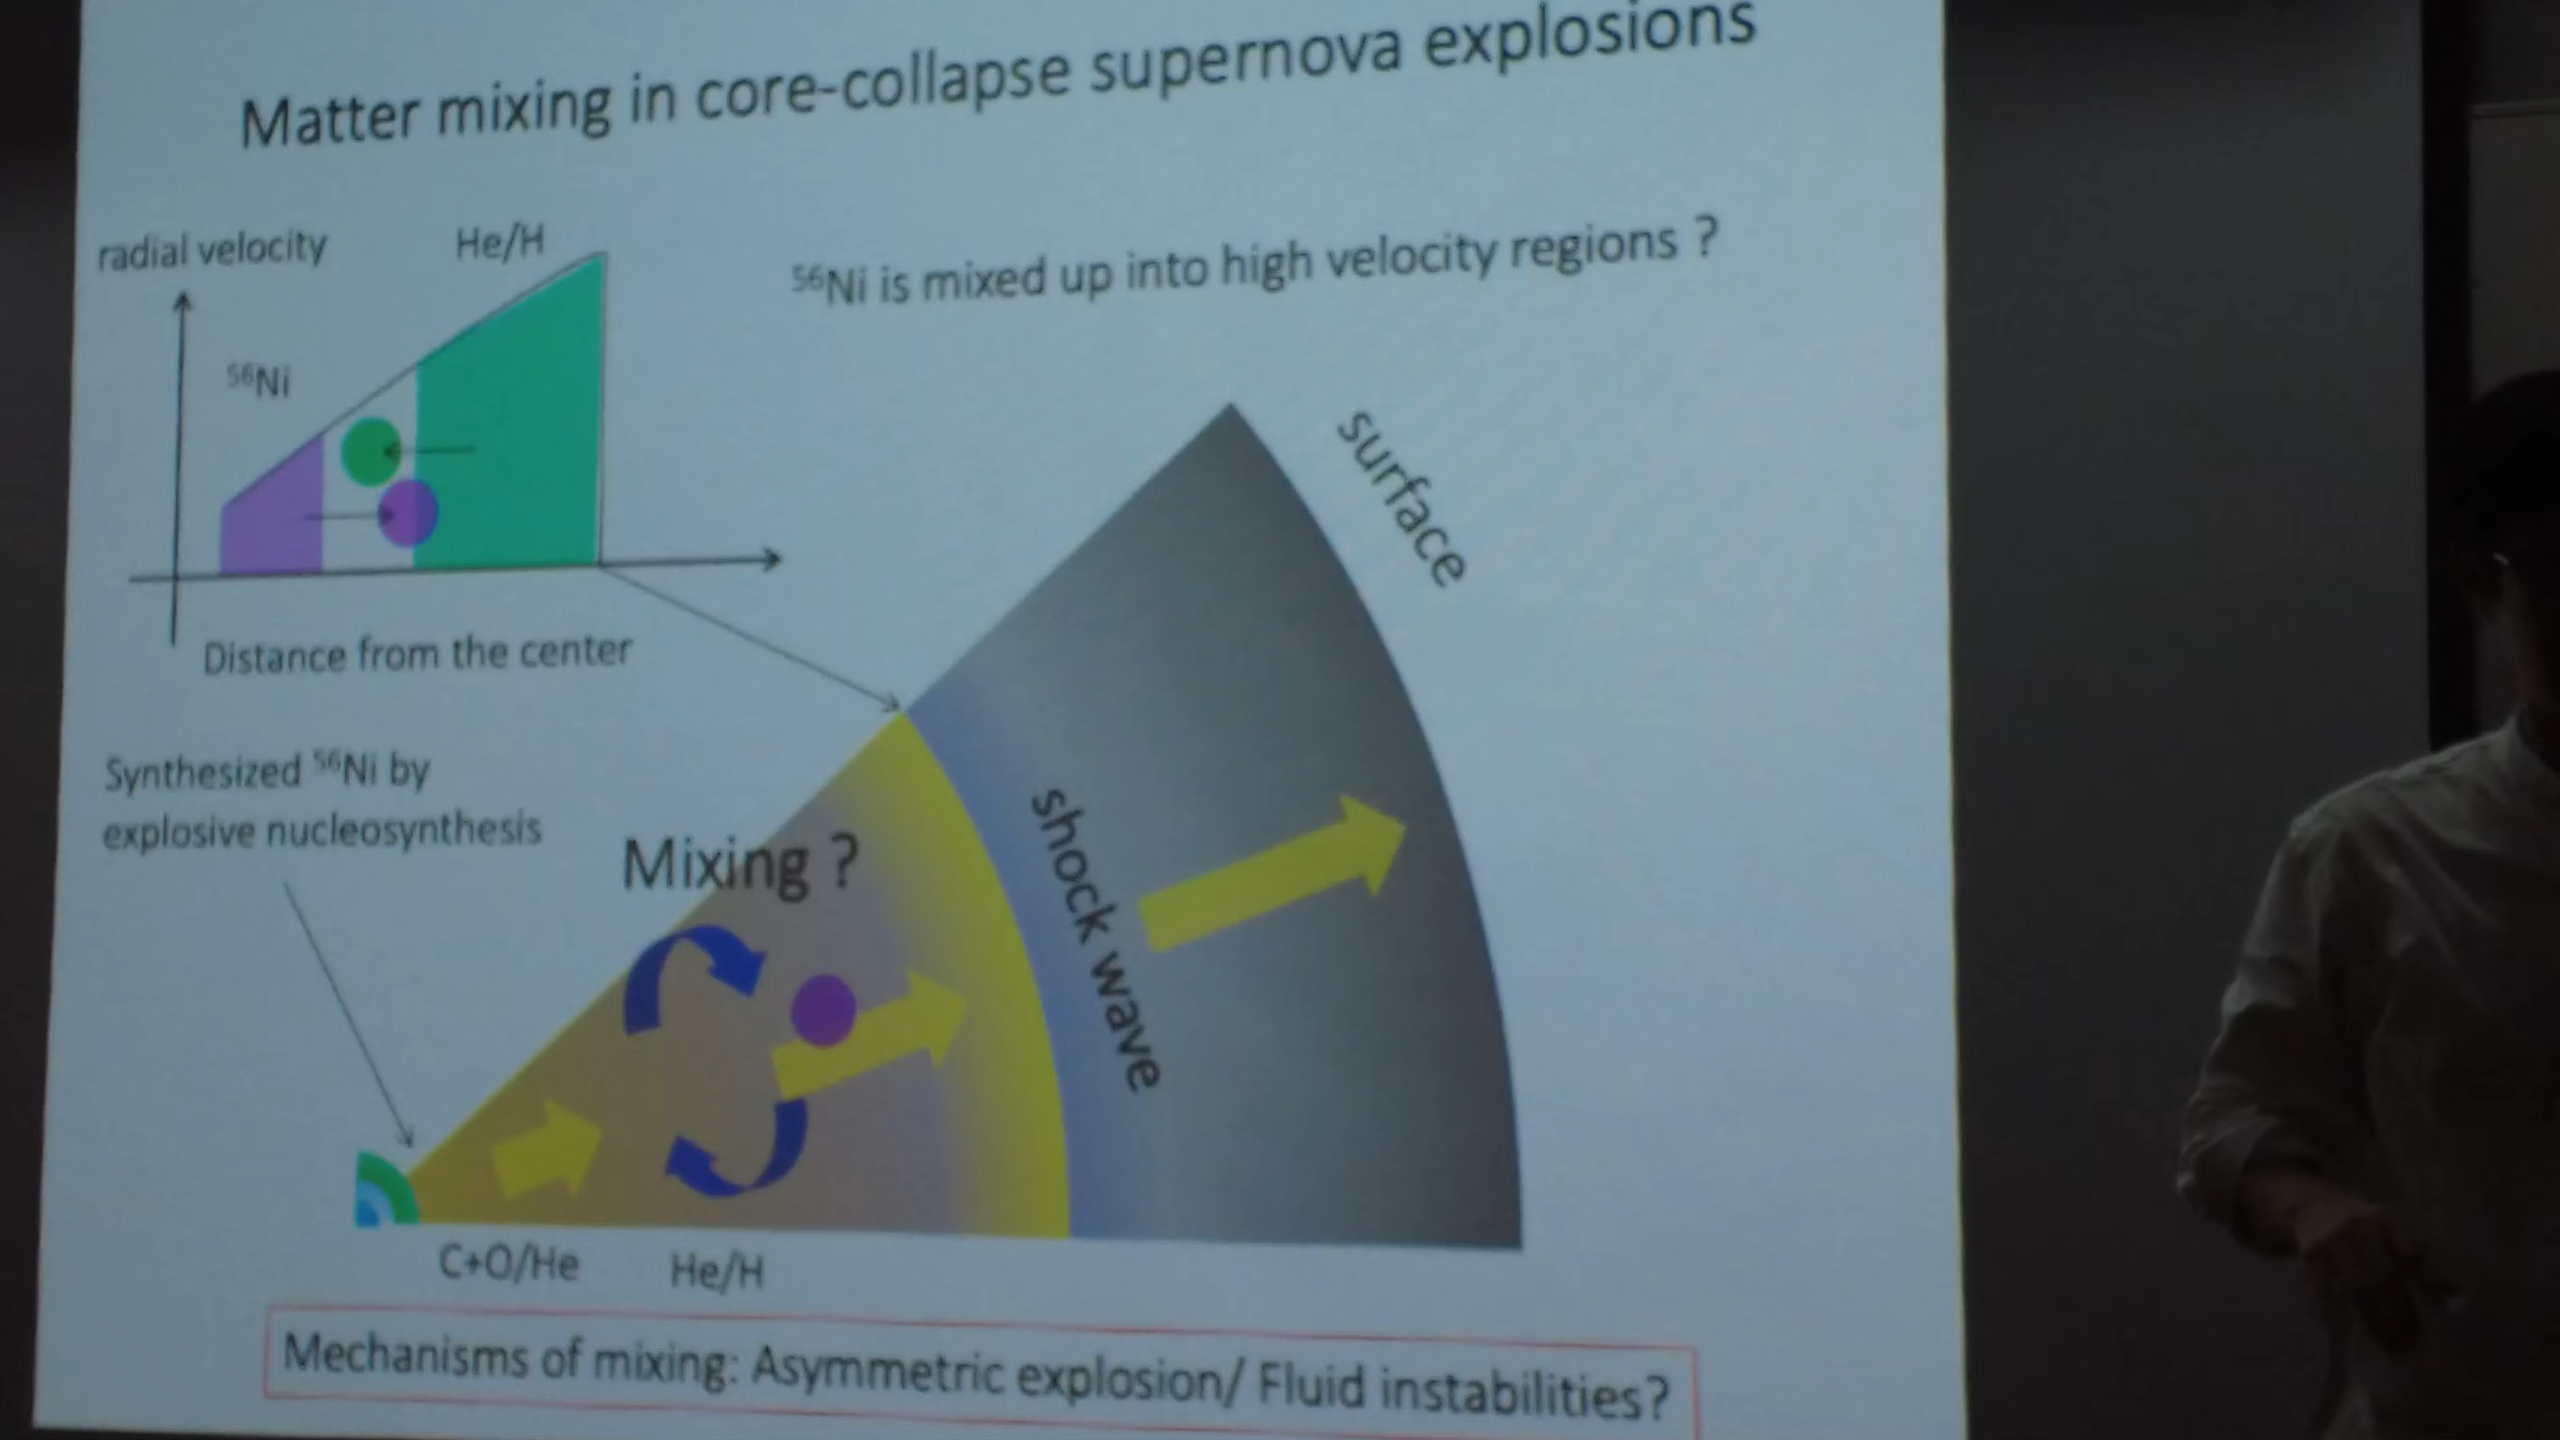 Matter mixing in core-collapse supernova explosions
radial velocity
He/H
⁵⁶Ni is mixed up into high velocity regions ?
⁵⁶Ni
surface
Distance from the center
Synthesized ⁵⁶Ni by
explosive nucleosynthesis
Mixing ?
shock wave
C+O/He
He/H
Mechanisms of mixing: Asymmetric explosion/ Fluid instabilities?